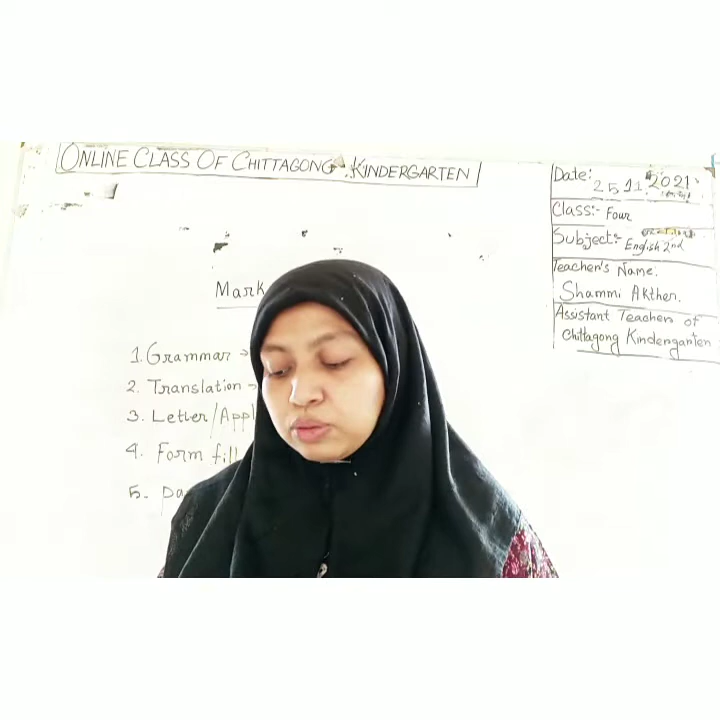 ONLINE CLASS OF CHITTAGONG KINDERGARTEN
Date: 25 11 2021
Class:- Four
Subject:- English 2nd
Teacher's Name:
Shammi Akther.
Assistant Teacher of
Chittagong Kindergarten
Mark
1. Grammar →
2. Translation →
3. Letter/Appl
4. Form fill
5. Pa